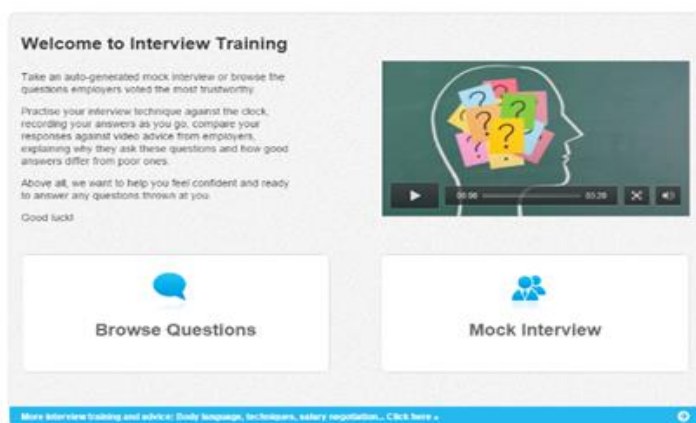 Welcome to Interview Training
Take an auto-generated mock interview or browse the
questions employers voted the most trustworthy.
Practise your interview technique against the clock,
recording your answers as you go, compare your
responses against video advice from employers,
explaining why they ask these questions and how good
answers differ from poor ones.
Above all, we want to help you feel confident and ready
to answer any questions thrown at you.
Good luck!
? ? ? ?
00:00 03:28
Browse Questions
Mock Interview
More interview training and advice: Body language, techniques, salary negotiation... Click here »